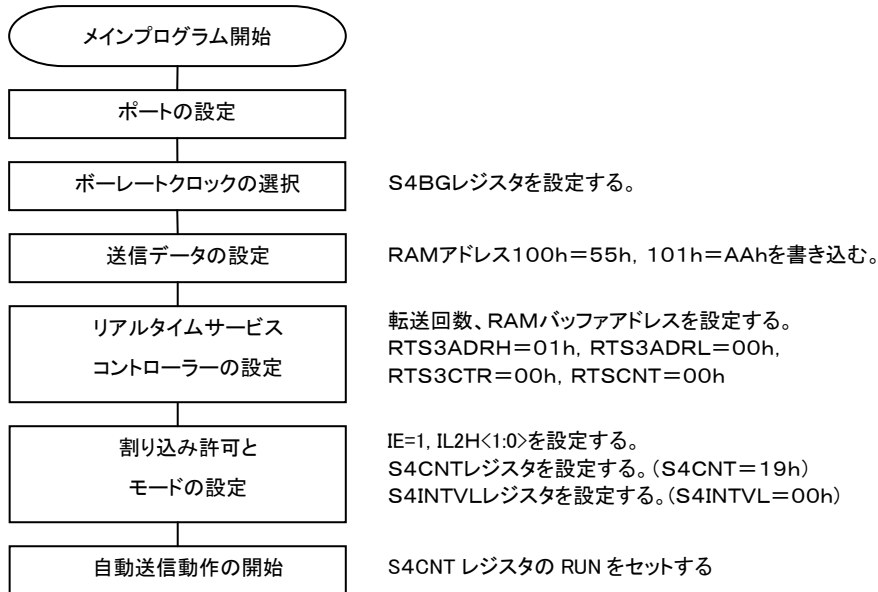 メインプログラム開始
ポートの設定
ボーレートクロックの選択
S4BGレジスタを設定する。
送信データの設定
RAMアドレス100h=55h, 101h=AAhを書き込む。
リアルタイムサービス
コントローラーの設定
転送回数、RAMバッファアドレスを設定する。
RTS3ADRH=01h, RTS3ADRL=00h,
RTS3CTR=00h, RTSCNT=00h
割り込み許可と
モードの設定
IE=1, IL2H<1:0>を設定する。
S4CNTレジスタを設定する。(S4CNT=19h)
S4INTVLレジスタを設定する。(S4INTVL=00h)
自動送信動作の開始
S4CNT レジスタの RUN をセットする